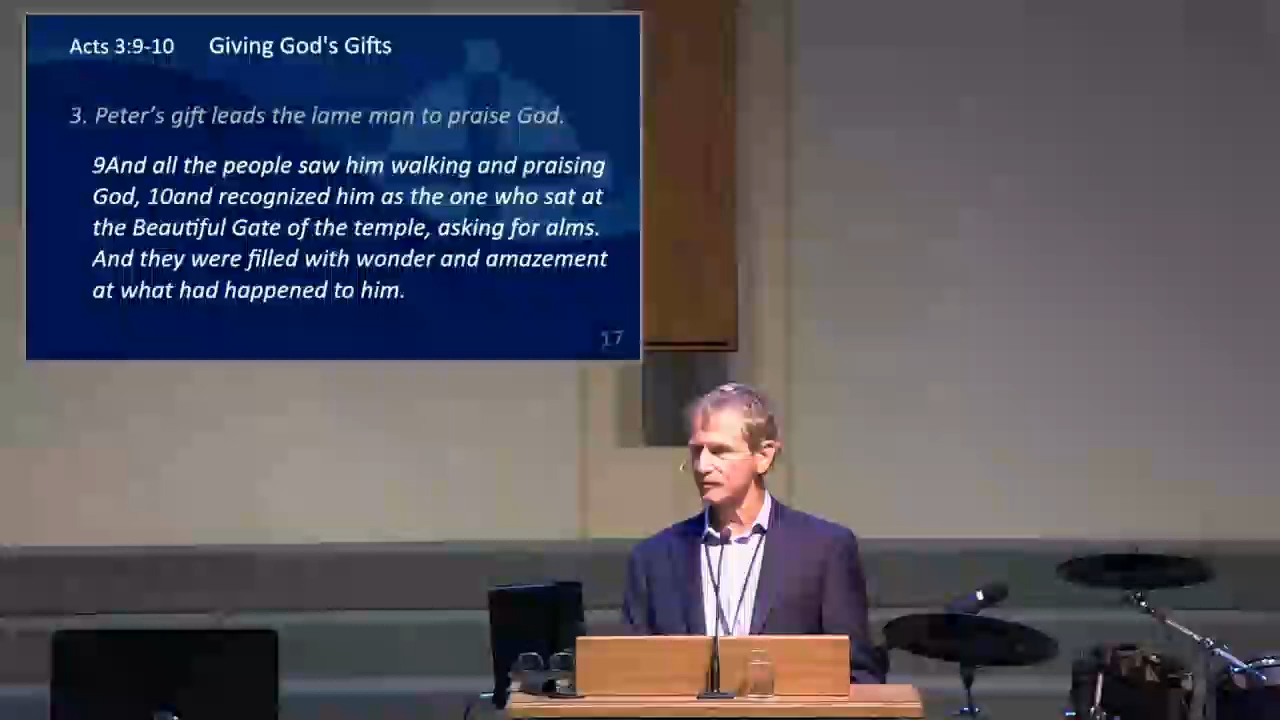 Acts 3:9-10 Giving God's Gifts
3. Peter's gift leads the lame man to praise God.
9And all the people saw him walking and praising
God, 10and recognized him as the one who sat at
the Beautiful Gate of the temple, asking for alms.
And they were filled with wonder and amazement
at what had happened to him.
17